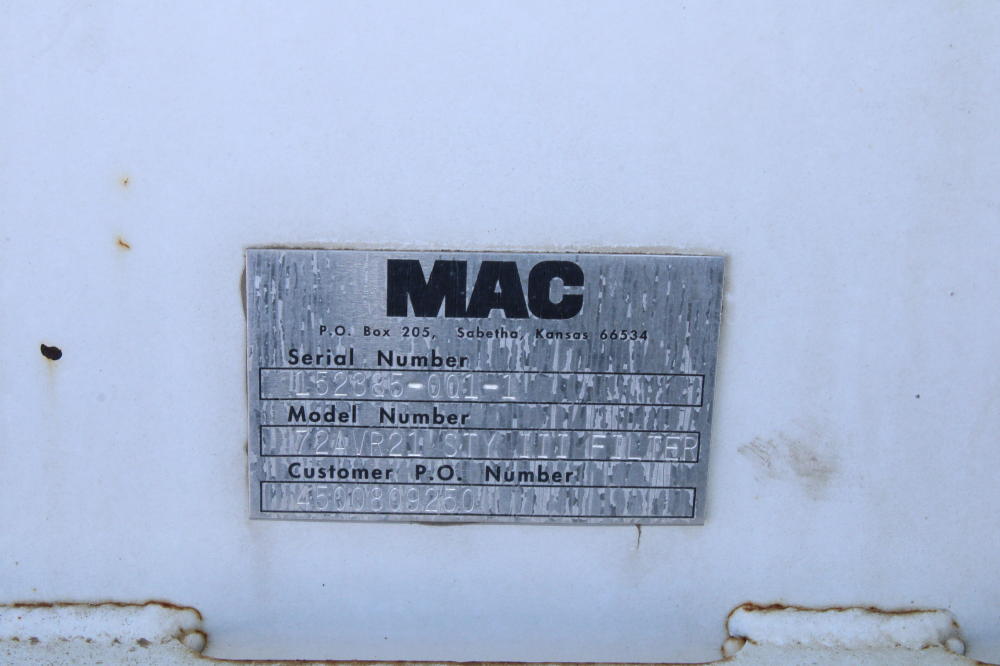 MAC
P.O. Box 205, Sabetha, Kansas 66534
Serial Number
152385-001-1
Model Number
72AVR21 STY III FILTER
Customer P.O. Number
4500809250